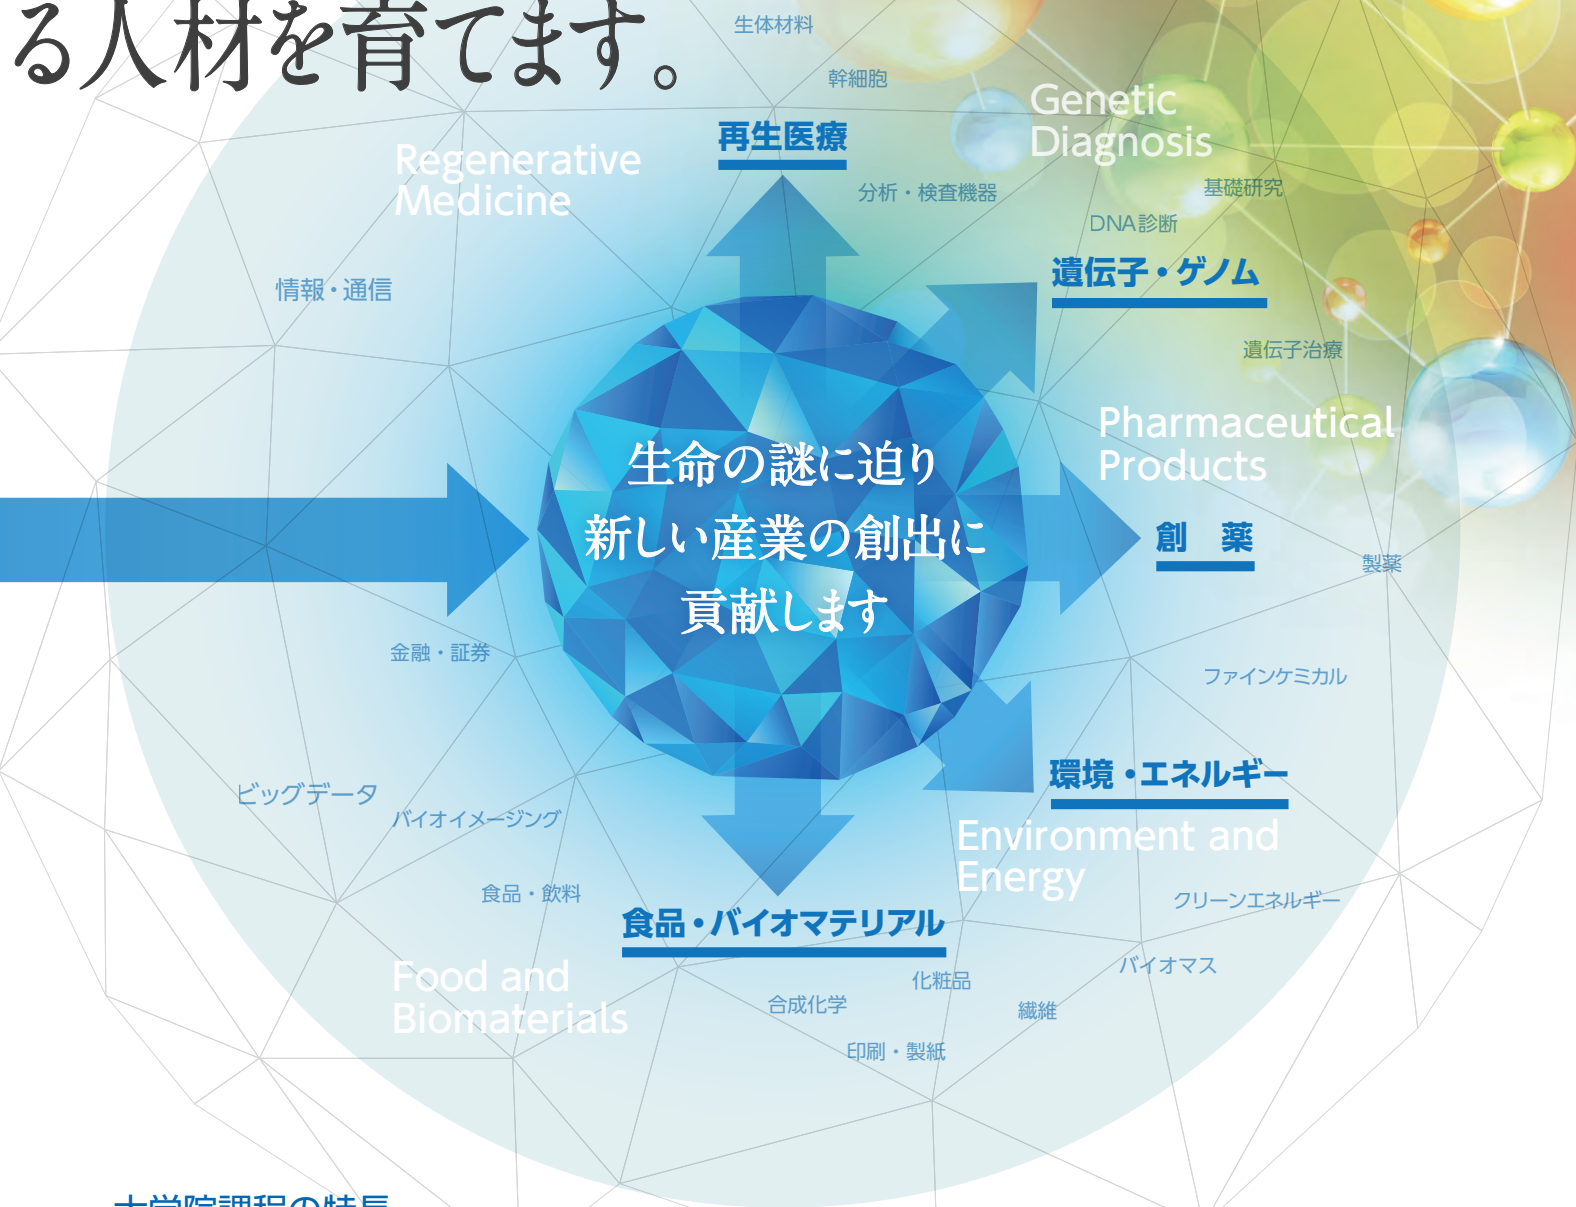 る人材を育てます。
生体材料
幹細胞
Genetic
Diagnosis
再生医療
Regenerative
Medicine
分析・検査機器
基礎研究
DNA診断
遺伝子・ゲノム
情報・通信
遺伝子治療
Pharmaceutical
Products
生命の謎に迫り
新しい産業の創出に
貢献します
創　薬
製薬
金融・証券
ファインケミカル
環境・エネルギー
ビッグデータ
バイオイメージング
Environment and
Energy
食品・飲料
クリーンエネルギー
食品・バイオマテリアル
バイオマス
Food and
Biomaterials
化粧品
合成化学
繊維
印刷・製紙
大学院課程の特長